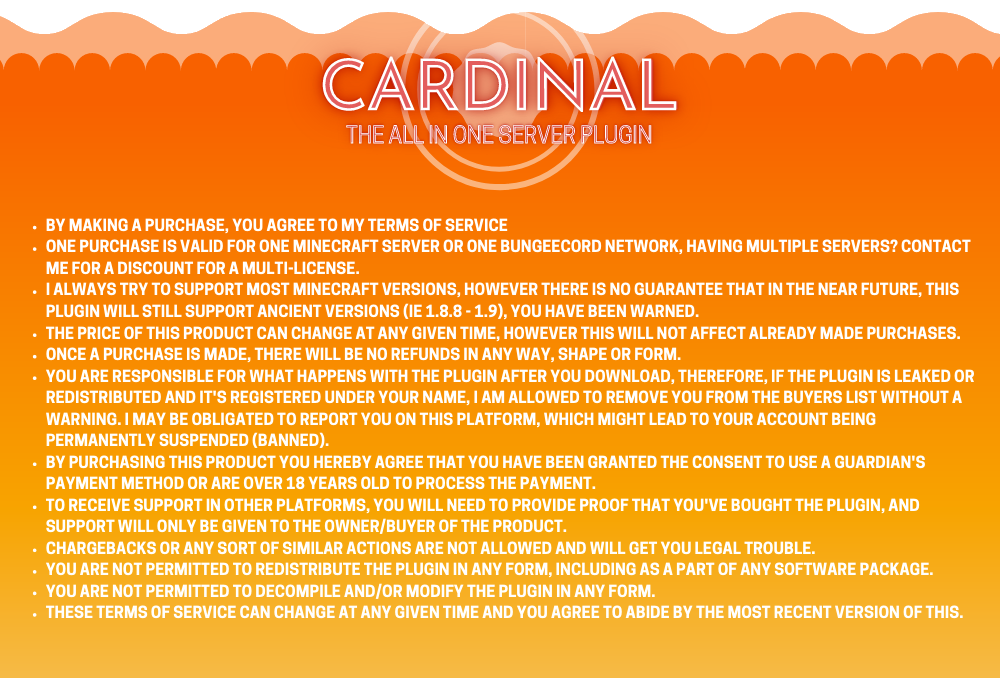 CARDINAL
THE ALL IN ONE SERVER PLUGIN
• BY MAKING A PURCHASE, YOU AGREE TO MY TERMS OF SERVICE
• ONE PURCHASE IS VALID FOR ONE MINECRAFT SERVER OR ONE BUNGEECORD NETWORK, HAVING MULTIPLE SERVERS? CONTACT
ME FOR A DISCOUNT FOR A MULTI-LICENSE.
• I ALWAYS TRY TO SUPPORT MOST MINECRAFT VERSIONS, HOWEVER THERE IS NO GUARANTEE THAT IN THE NEAR FUTURE, THIS
PLUGIN WILL STILL SUPPORT ANCIENT VERSIONS (IE 1.8.8 - 1.9), YOU HAVE BEEN WARNED.
• THE PRICE OF THIS PRODUCT CAN CHANGE AT ANY GIVEN TIME, HOWEVER THIS WILL NOT AFFECT ALREADY MADE PURCHASES.
• ONCE A PURCHASE IS MADE, THERE WILL BE NO REFUNDS IN ANY WAY, SHAPE OR FORM.
• YOU ARE RESPONSIBLE FOR WHAT HAPPENS WITH THE PLUGIN AFTER YOU DOWNLOAD, THEREFORE, IF THE PLUGIN IS LEAKED OR
REDISTRIBUTED AND IT'S REGISTERED UNDER YOUR NAME, I AM ALLOWED TO REMOVE YOU FROM THE BUYERS LIST WITHOUT A
WARNING. I MAY BE OBLIGATED TO REPORT YOU ON THIS PLATFORM, WHICH MIGHT LEAD TO YOUR ACCOUNT BEING
PERMANENTLY SUSPENDED (BANNED).
• BY PURCHASING THIS PRODUCT YOU HEREBY AGREE THAT YOU HAVE BEEN GRANTED THE CONSENT TO USE A GUARDIAN'S
PAYMENT METHOD OR ARE OVER 18 YEARS OLD TO PROCESS THE PAYMENT.
• TO RECEIVE SUPPORT IN OTHER PLATFORMS, YOU WILL NEED TO PROVIDE PROOF THAT YOU'VE BOUGHT THE PLUGIN, AND
SUPPORT WILL ONLY BE GIVEN TO THE OWNER/BUYER OF THE PRODUCT.
• CHARGEBACKS OR ANY SORT OF SIMILAR ACTIONS ARE NOT ALLOWED AND WILL GET YOU LEGAL TROUBLE.
• YOU ARE NOT PERMITTED TO REDISTRIBUTE THE PLUGIN IN ANY FORM, INCLUDING AS A PART OF ANY SOFTWARE PACKAGE.
• YOU ARE NOT PERMITTED TO DECOMPILE AND/OR MODIFY THE PLUGIN IN ANY FORM.
• THESE TERMS OF SERVICE CAN CHANGE AT ANY GIVEN TIME AND YOU AGREE TO ABIDE BY THE MOST RECENT VERSION OF THIS.